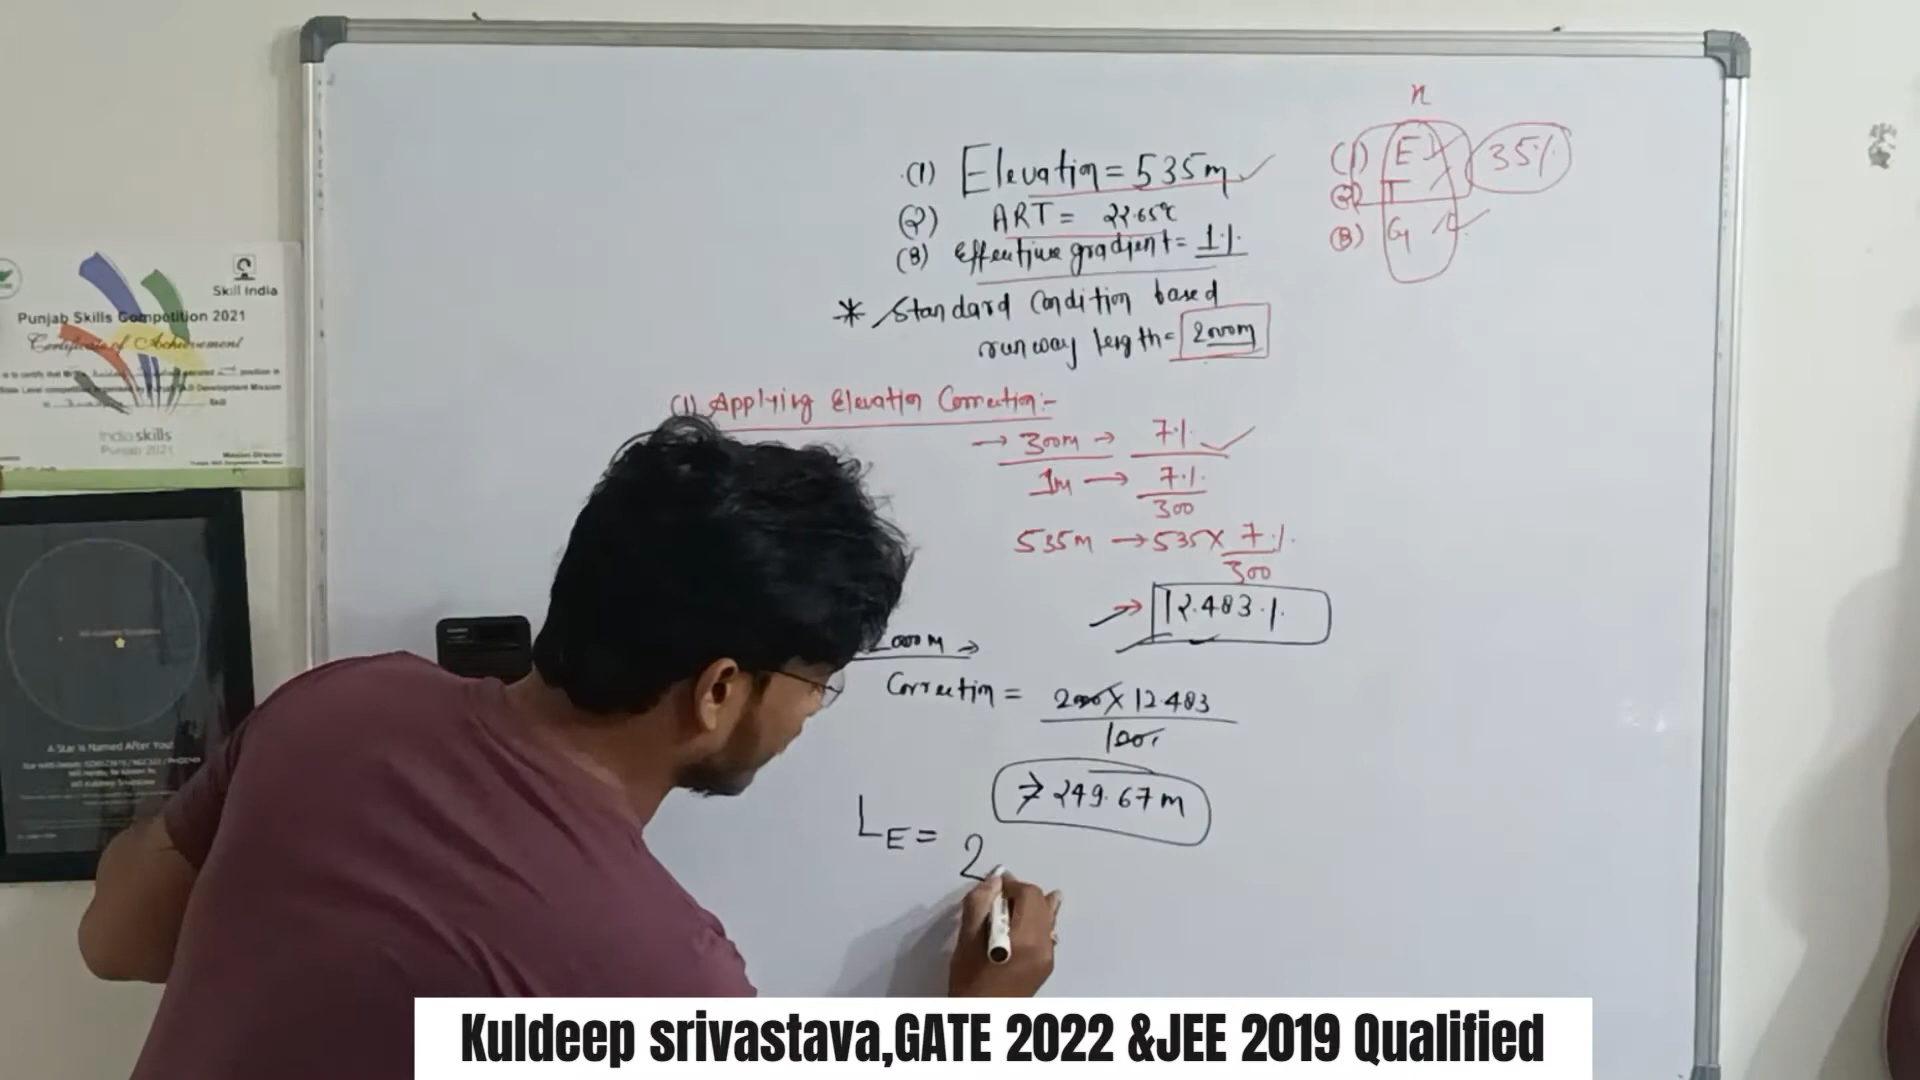 (1) Elevation = 535m
(2) ART = 22.65°C
(3) Effective gradient = 1%
* Standard Condition based
runway length = 2000m
n
(1) E
(2) T
(3) G
35%
(1) Applying Elevation Correction:-
→ 300m → 7%
1m → 7% / 300
535m → 535 × 7% / 300
→ 12.483%
2000 m →
Correction = 2000 × 12.483 / 100
→ 249.67m
LE = 2
Skill India
Punjab Skills Competition 2021
Certificate of Achievement
India skills
Punjab 2021
Mission Director
A Star is Named After You!
Kuldeep srivastava,GATE 2022 &JEE 2019 Qualified